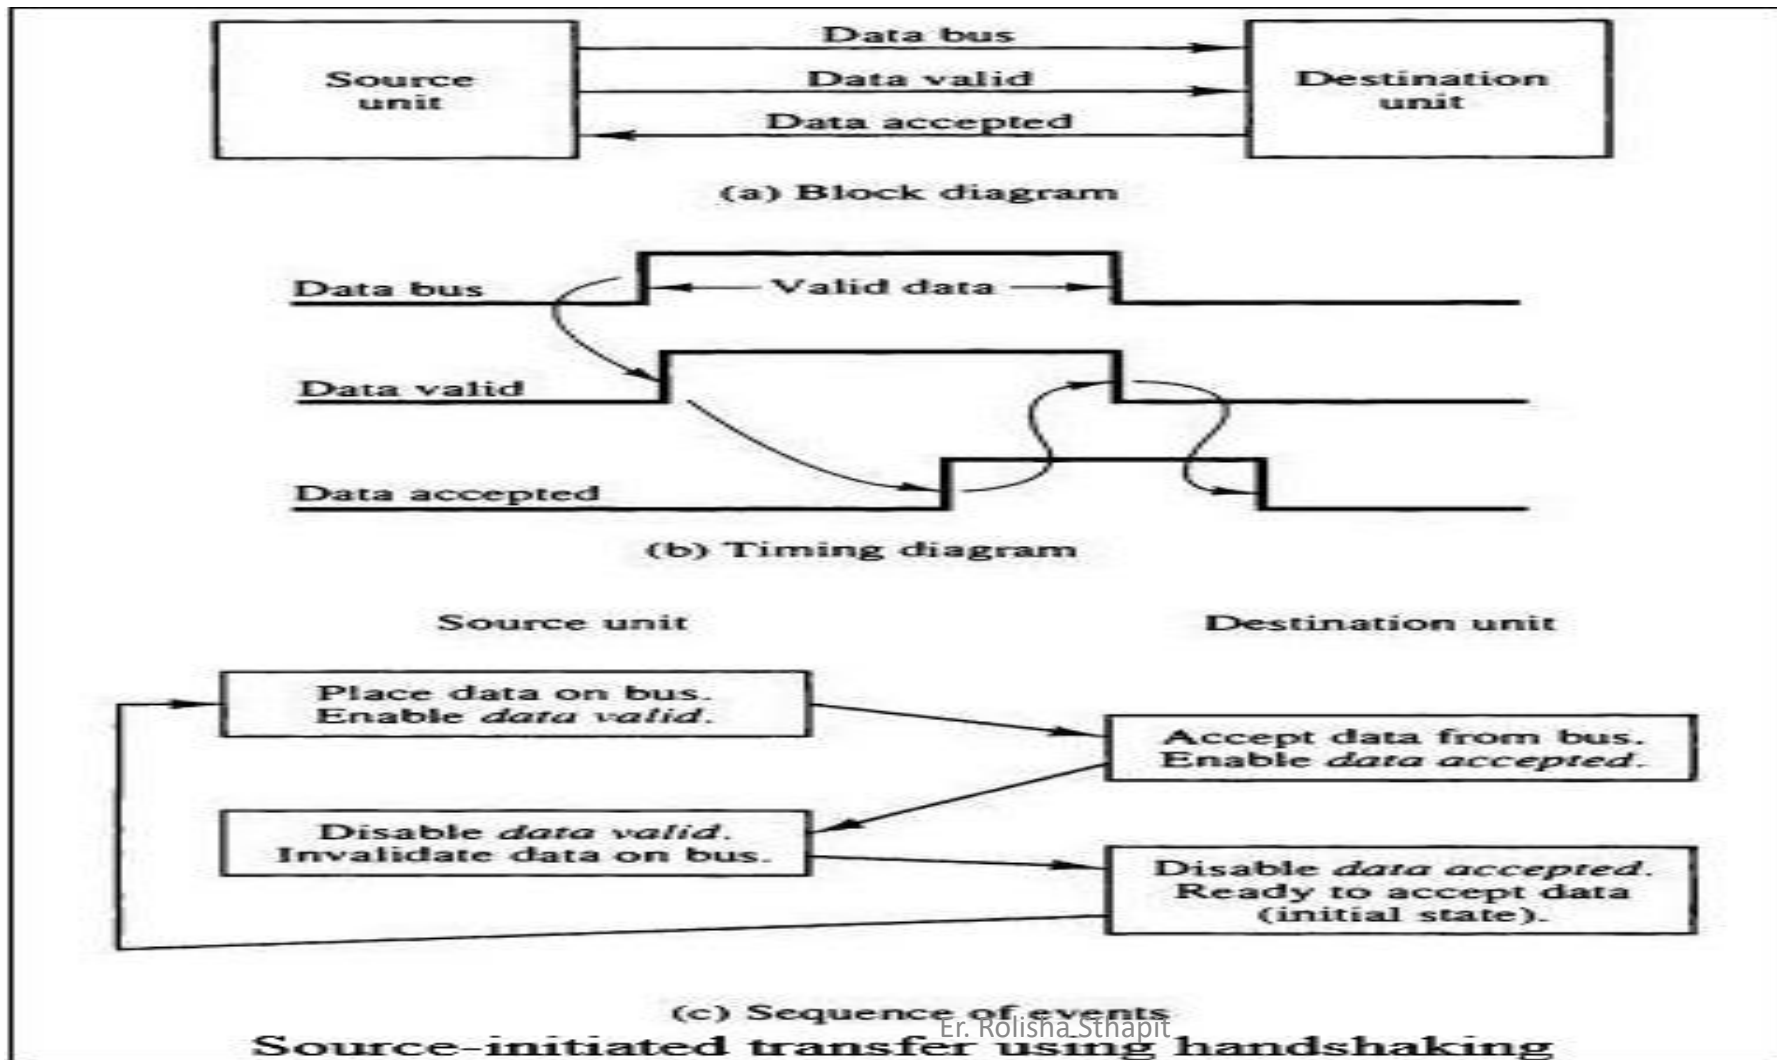 Data bus
Source
unit
Data valid
Destination
unit
Data accepted
(a) Block diagram
Data bus
Valid data
Data valid
Data accepted
(b) Timing diagram
Source unit
Destination unit
Place data on bus.
Enable data valid.
Accept data from bus.
Enable data accepted.
Disable data valid.
Invalidate data on bus.
Disable data accepted.
Ready to accept data
(initial state).
(c) Sequence of events
Er. Rolisha Sthapit
Source-initiated transfer using handshaking